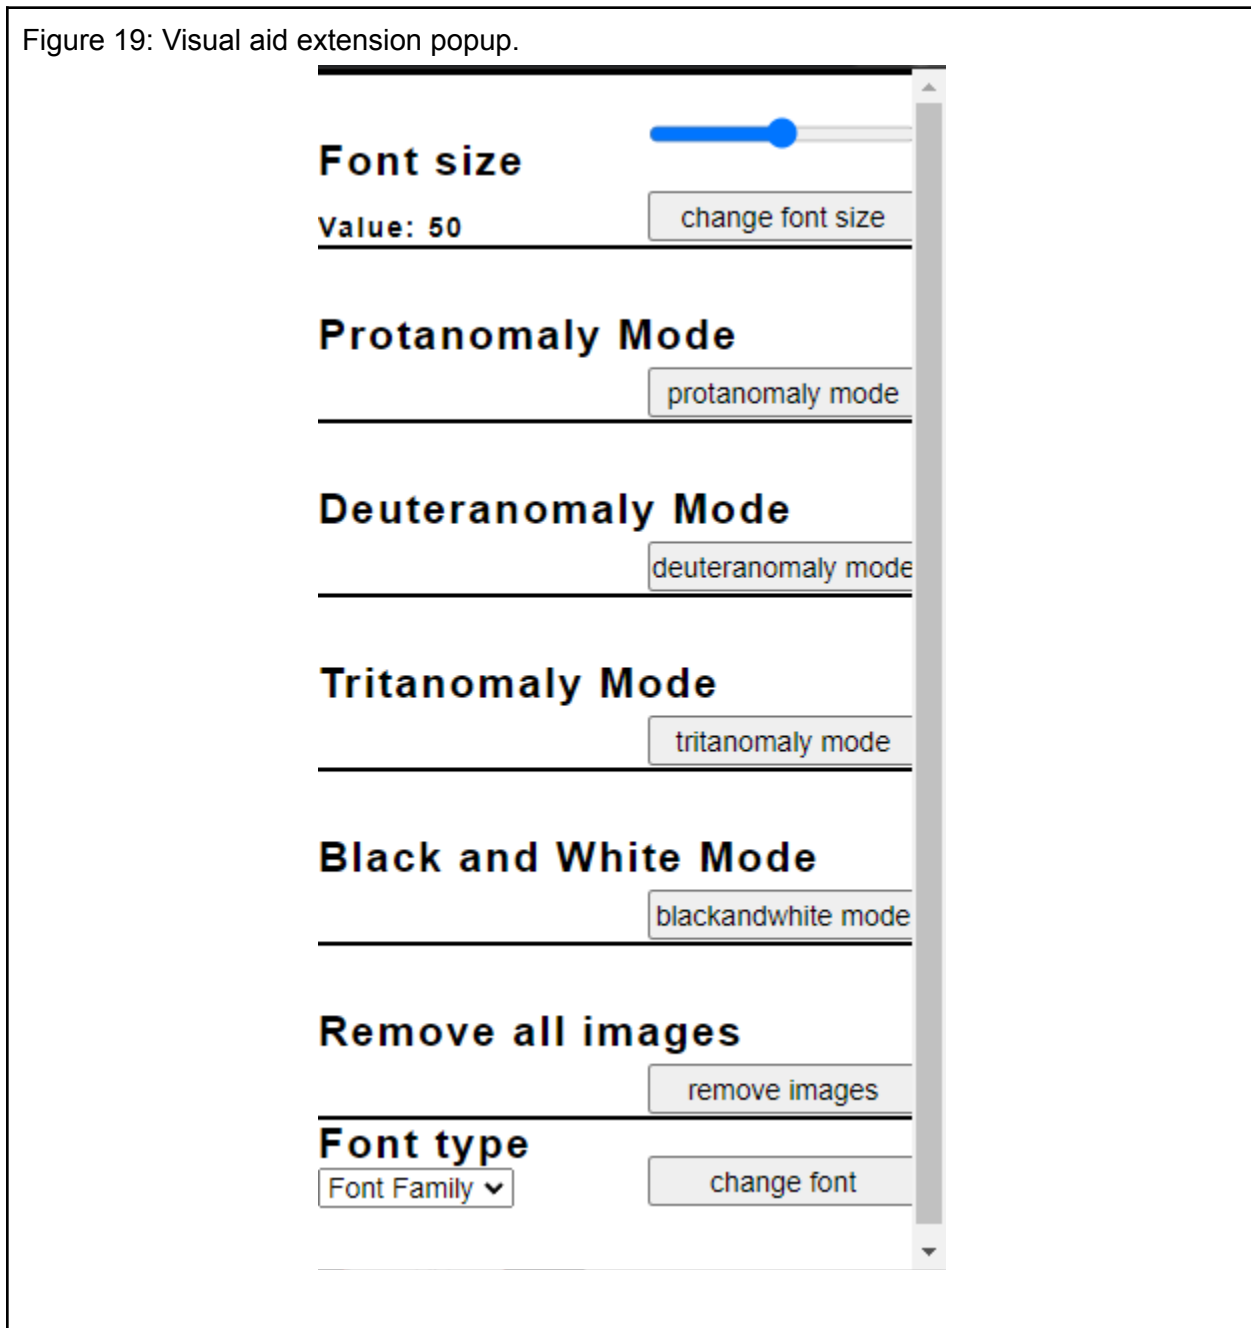 Figure 19: Visual aid extension popup.
Font size
Value: 50
change font size
Protanomaly Mode
protanomaly mode
Deuteranomaly Mode
deuteranomaly mode
Tritanomaly Mode
tritanomaly mode
Black and White Mode
blackandwhite mode
Remove all images
remove images
Font type
Font Family
change font